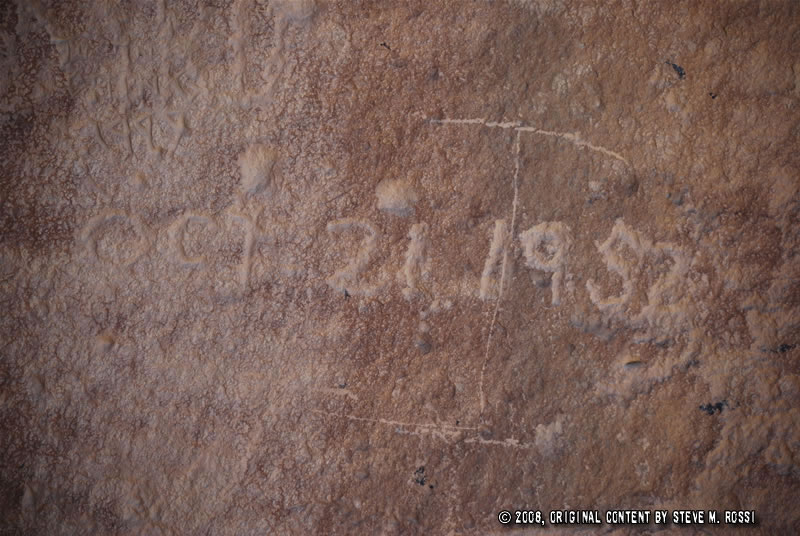 OCT 21 1952
© 2008, ORIGINAL CONTENT BY STEVE M. ROSSI